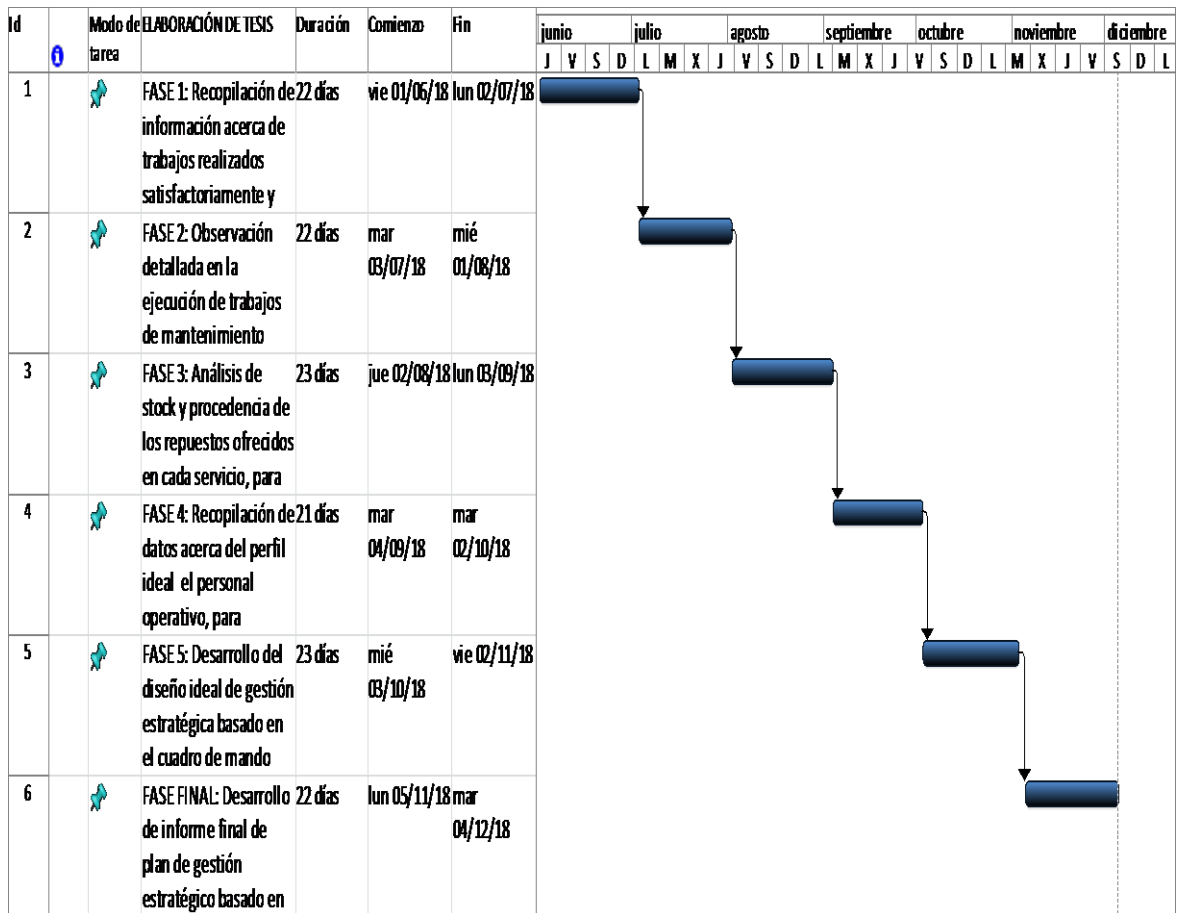 Id Modo de ELABORACIÓN DE TESIS Duración Comienzo Fin junio julio agosto septiembre octubre noviembre diciembre
tarea J V S D L M X J V S D L M X J V S D L M X J V S D L
1 FASE 1: Recopilación de 22 días vie 01/06/18 lun 02/07/18
información acerca de
trabajos realizados
satisfactoriamente y
2 FASE 2: Observación 22 días mar mié
detallada en la 03/07/18 01/08/18
ejecución de trabajos
de mantenimiento
3 FASE 3: Análisis de 23 días jue 02/08/18 lun 03/09/18
stock y procedencia de
los repuestos ofrecidos
en cada servicio, para
4 FASE 4: Recopilación de 21 días mar mar
datos acerca del perfil 04/09/18 02/10/18
ideal el personal
operativo, para
5 FASE 5: Desarrollo del 23 días mié vie 02/11/18
diseño ideal de gestión 03/10/18
estratégica basado en
el cuadro de mando
6 FASE FINAL: Desarrollo 22 días lun 05/11/18 mar
de informe final de 04/12/18
plan de gestión
estratégico basado en